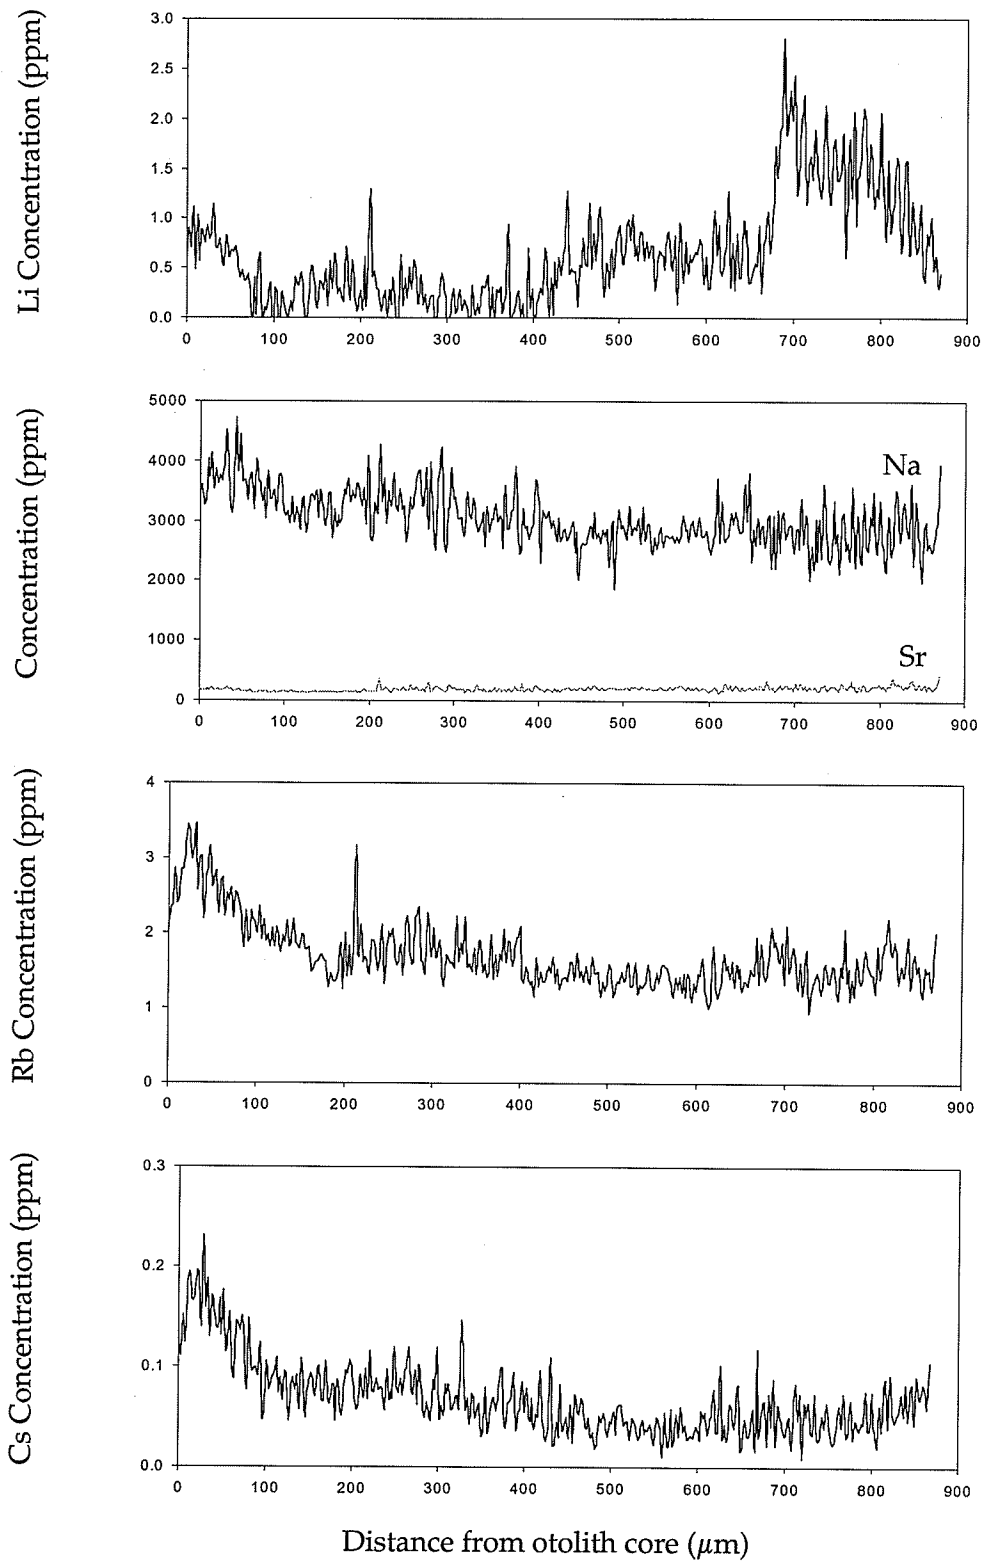 Li Concentration (ppm)
3.0
2.5
2.0
1.5
1.0
0.5
0.0
0 100 200 300 400 500 600 700 800 900
Concentration (ppm)
5000
4000
3000
2000
1000
0
Na
Sr
0 100 200 300 400 500 600 700 800 900
Rb Concentration (ppm)
4
3
2
1
0
0 100 200 300 400 500 600 700 800 900
Cs Concentration (ppm)
0.3
0.2
0.1
0.0
0 100 200 300 400 500 600 700 800 900
Distance from otolith core (μm)